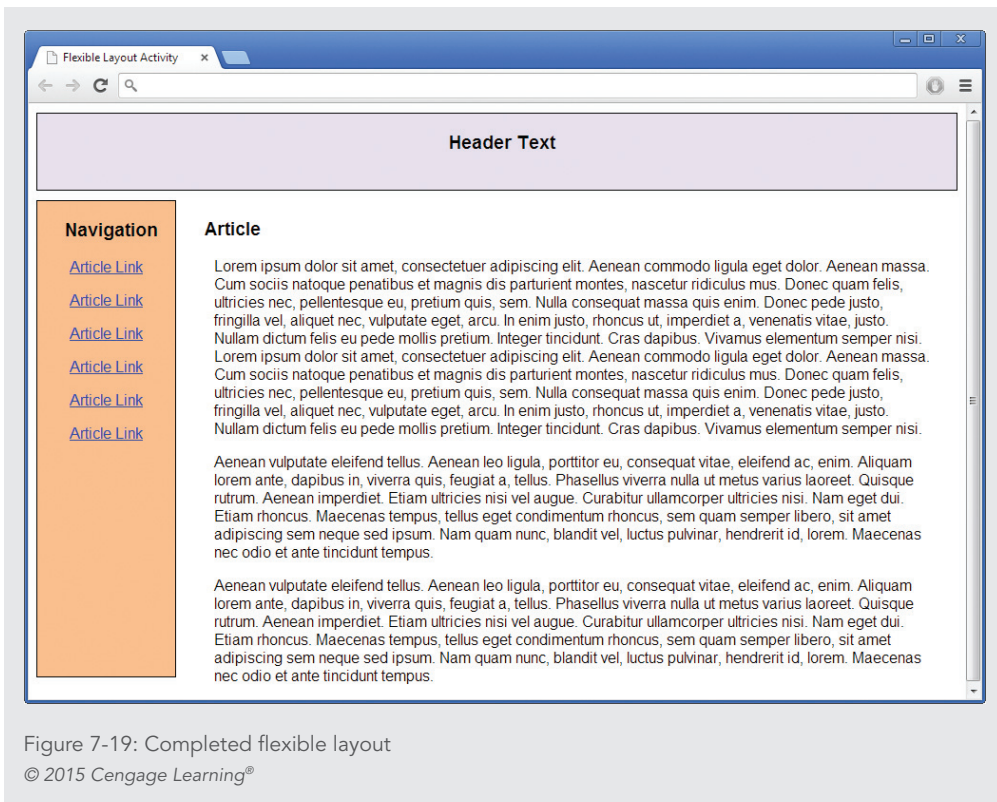 Flexible Layout Activity
Header Text
Navigation
Article Link
Article Link
Article Link
Article Link
Article Link
Article Link
Article
Lorem ipsum dolor sit amet, consectetuer adipiscing elit. Aenean commodo ligula eget dolor. Aenean massa.
Cum sociis natoque penatibus et magnis dis parturient montes, nascetur ridiculus mus. Donec quam felis,
ultricies nec, pellentesque eu, pretium quis, sem. Nulla consequat massa quis enim. Donec pede justo,
fringilla vel, aliquet nec, vulputate eget, arcu. In enim justo, rhoncus ut, imperdiet a, venenatis vitae, justo.
Nullam dictum felis eu pede mollis pretium. Integer tincidunt. Cras dapibus. Vivamus elementum semper nisi.
Lorem ipsum dolor sit amet, consectetuer adipiscing elit. Aenean commodo ligula eget dolor. Aenean massa.
Cum sociis natoque penatibus et magnis dis parturient montes, nascetur ridiculus mus. Donec quam felis,
ultricies nec, pellentesque eu, pretium quis, sem. Nulla consequat massa quis enim. Donec pede justo,
fringilla vel, aliquet nec, vulputate eget, arcu. In enim justo, rhoncus ut, imperdiet a, venenatis vitae, justo.
Nullam dictum felis eu pede mollis pretium. Integer tincidunt. Cras dapibus. Vivamus elementum semper nisi.
Aenean vulputate eleifend tellus. Aenean leo ligula, porttitor eu, consequat vitae, eleifend ac, enim. Aliquam
lorem ante, dapibus in, viverra quis, feugiat a, tellus. Phasellus viverra nulla ut metus varius laoreet. Quisque
rutrum. Aenean imperdiet. Etiam ultricies nisi vel augue. Curabitur ullamcorper ultricies nisi. Nam eget dui.
Etiam rhoncus. Maecenas tempus, tellus eget condimentum rhoncus, sem quam semper libero, sit amet
adipiscing sem neque sed ipsum. Nam quam nunc, blandit vel, luctus pulvinar, hendrerit id, lorem. Maecenas
nec odio et ante tincidunt tempus.
Aenean vulputate eleifend tellus. Aenean leo ligula, porttitor eu, consequat vitae, eleifend ac, enim. Aliquam
lorem ante, dapibus in, viverra quis, feugiat a, tellus. Phasellus viverra nulla ut metus varius laoreet. Quisque
rutrum. Aenean imperdiet. Etiam ultricies nisi vel augue. Curabitur ullamcorper ultricies nisi. Nam eget dui.
Etiam rhoncus. Maecenas tempus, tellus eget condimentum rhoncus, sem quam semper libero, sit amet
adipiscing sem neque sed ipsum. Nam quam nunc, blandit vel, luctus pulvinar, hendrerit id, lorem. Maecenas
nec odio et ante tincidunt tempus.
Figure 7-19: Completed flexible layout
© 2015 Cengage Learning®